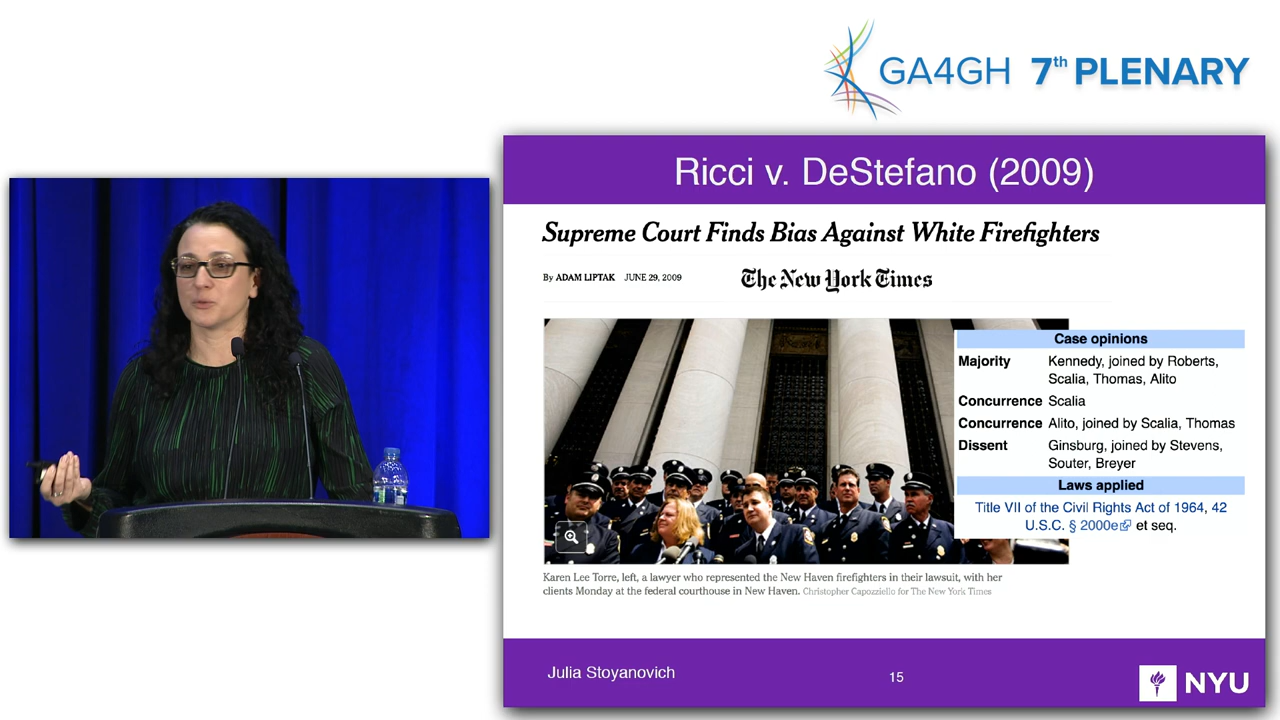 GA4GH 7th PLENARY
Ricci v. DeStefano (2009)
Supreme Court Finds Bias Against White Firefighters
By ADAM LIPTAK JUNE 29, 2009 The New York Times
Case opinions
Majority Kennedy, joined by Roberts,
Scalia, Thomas, Alito
Concurrence Scalia
Concurrence Alito, joined by Scalia, Thomas
Dissent Ginsburg, joined by Stevens,
Souter, Breyer
Laws applied
Title VII of the Civil Rights Act of 1964, 42
U.S.C. § 2000e et seq.
Karen Lee Torre, left, a lawyer who represented the New Haven firefighters in their lawsuit, with her
clients Monday at the federal courthouse in New Haven. Christopher Capozziello for The New York Times
Julia Stoyanovich
15
NYU